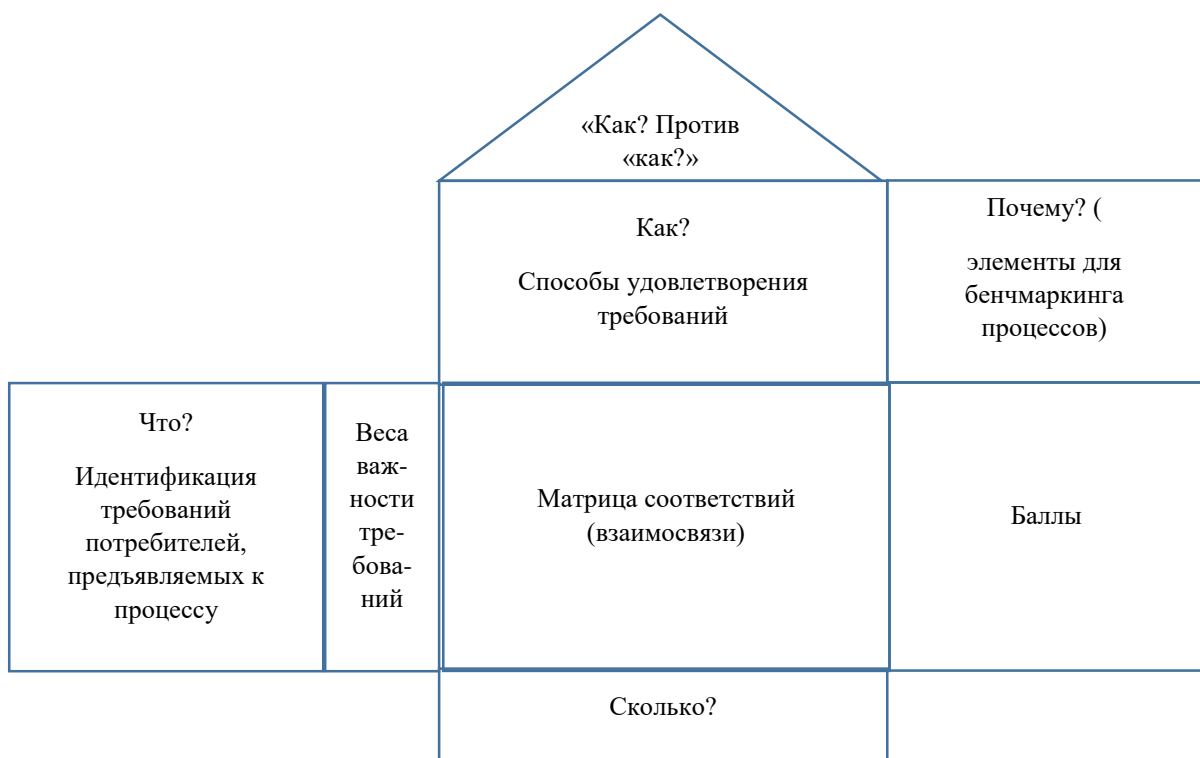 «Как? Против
«как?»
Как?
Способы удовлетворения
требований
Почему? (
элементы для
бенчмаркинга
процессов)
Что?
Идентификация
требований
потребителей,
предъявляемых к
процессу
Веса
важ-
ности
тре-
бова-
ний
Матрица соответствий
(взаимосвязи)
Баллы
Сколько?